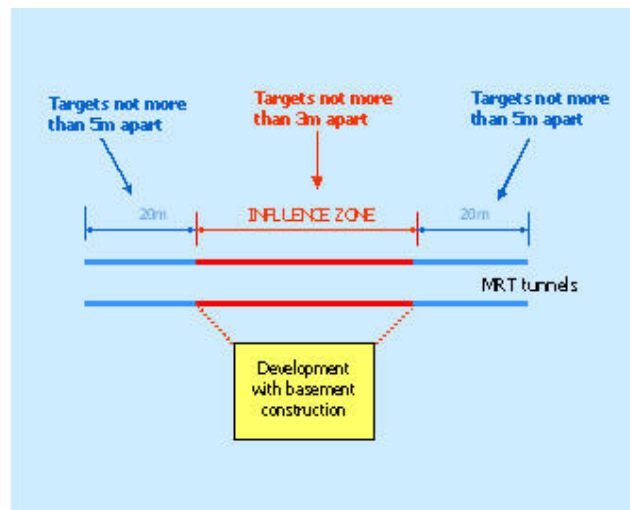 Targets not more
than 5m apart
Targets not more
than 3m apart
Targets not more
than 5m apart
20m
INFLUENCE ZONE
20m
MRT tunnels
Development
with basement
construction